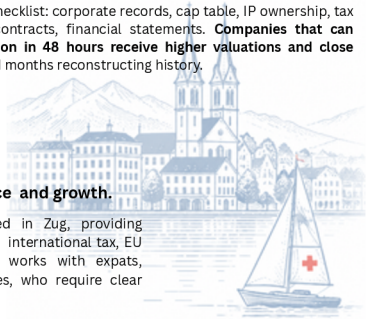 necklist: corporate records, cap table, IP ownership, tax
contracts, financial statements. Companies that can
on in 48 hours receive higher valuations and close
months reconstructing history.
ce and growth.
ed in Zug, providing
international tax, EU
works with expats,
es, who require clear